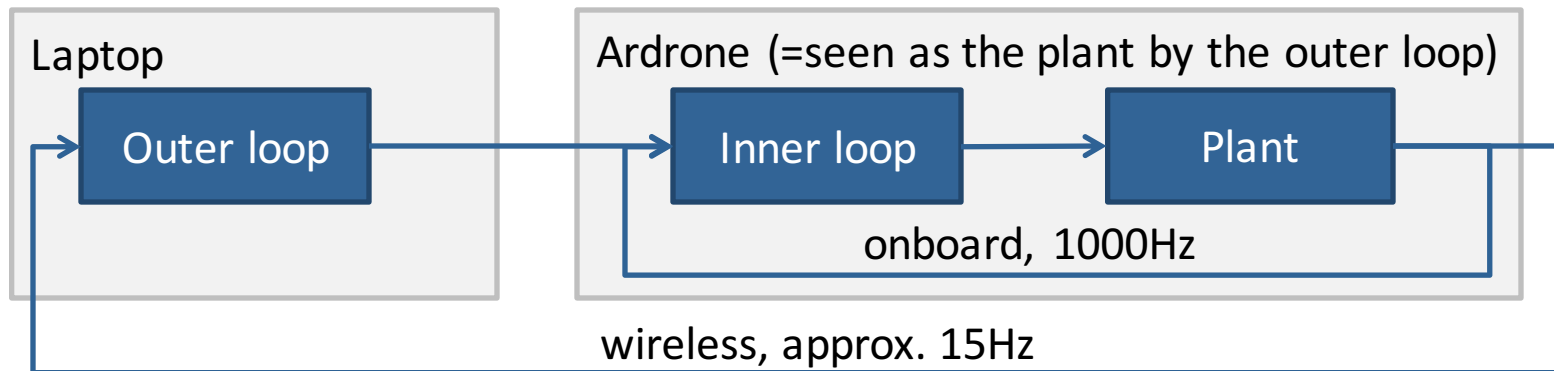 Laptop
Ardrone (=seen as the plant by the outer loop)
Outer loop
Inner loop
Plant
onboard, 1000Hz
wireless, approx. 15Hz